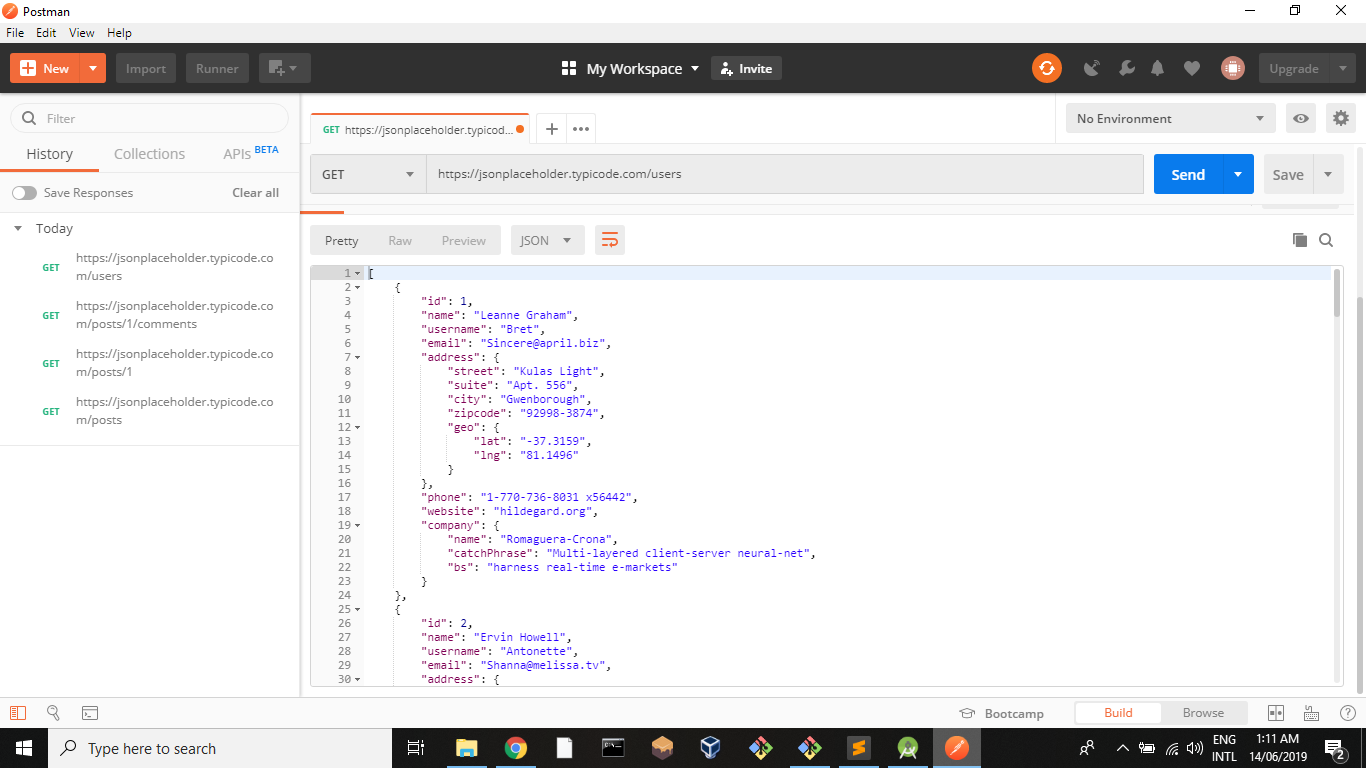 Postman
File Edit View Help
New Import Runner My Workspace Invite Upgrade
Filter
History Collections APIs BETA
Save Responses Clear all
Today
GET https://jsonplaceholder.typicode.co
m/users
GET https://jsonplaceholder.typicode.co
m/posts/1/comments
GET https://jsonplaceholder.typicode.co
m/posts/1
GET https://jsonplaceholder.typicode.co
m/posts
GET https://jsonplaceholder.typicod... No Environment
GET https://jsonplaceholder.typicode.com/users Send Save
Pretty Raw Preview JSON
1 [
2 {
3 "id": 1,
4 "name": "Leanne Graham",
5 "username": "Bret",
6 "email": "Sincere@april.biz",
7 "address": {
8 "street": "Kulas Light",
9 "suite": "Apt. 556",
10 "city": "Gwenborough",
11 "zipcode": "92998-3874",
12 "geo": {
13 "lat": "-37.3159",
14 "lng": "81.1496"
15 }
16 },
17 "phone": "1-770-736-8031 x56442",
18 "website": "hildegard.org",
19 "company": {
20 "name": "Romaguera-Crona",
21 "catchPhrase": "Multi-layered client-server neural-net",
22 "bs": "harness real-time e-markets"
23 }
24 },
25 {
26 "id": 2,
27 "name": "Ervin Howell",
28 "username": "Antonette",
29 "email": "Shanna@melissa.tv",
30 "address": {
Bootcamp Build Browse
Type here to search
ENG 1:11 AM
INTL 14/06/2019 2